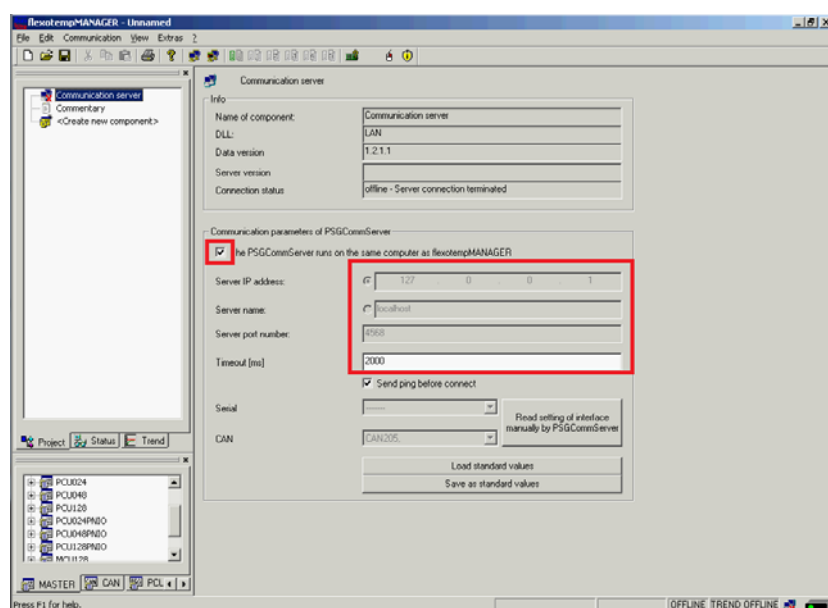 flexotempMANAGER - Unnamed
File Edit Communication View Extras ?
Communication server
Commentary
<Create new component>
Project Status Trend
PCU024
PCU048
PCU128
PCU024PNIO
PCU048PNIO
PCU128PNIO
MCU128
MASTER CAN PCL
Communication server
Info
Name of component: Communication server
DLL: LAN
Data version 1.2.1.1
Server version
Connection status offline - Server connection terminated
Communication parameters of PSGCommServer
he PSGCommServer runs on the same computer as flexotempMANAGER
Server IP address: 127 . 0 . 0 . 1
Server name: localhost
Server port number: 4568
Timeout [ms] 2000
Send ping before connect
Serial -----
Read setting of interface
manually by PSGCommServer
CAN CAN205,
Load standard values
Save as standard values
Press F1 for help. OFFLINE TREND OFFLINE